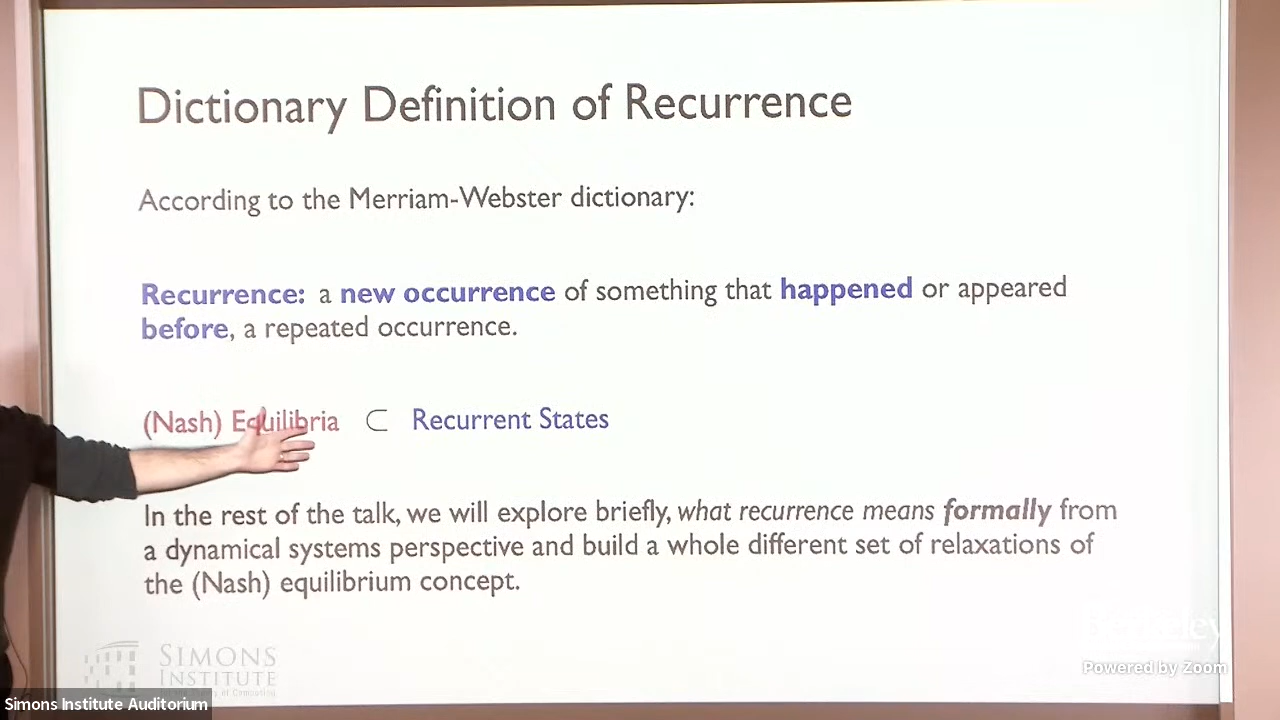 Dictionary Definition of Recurrence
According to the Merriam-Webster dictionary:
Recurrence: a new occurrence of something that happened or appeared
before, a repeated occurrence.
(Nash) Equilibria ⊂ Recurrent States
In the rest of the talk, we will explore briefly, what recurrence means formally from
a dynamical systems perspective and build a whole different set of relaxations of
the (Nash) equilibrium concept.
Berkeley
Powered by Zoom
SIMONS
INSTITUTE
Simons Institute Auditorium